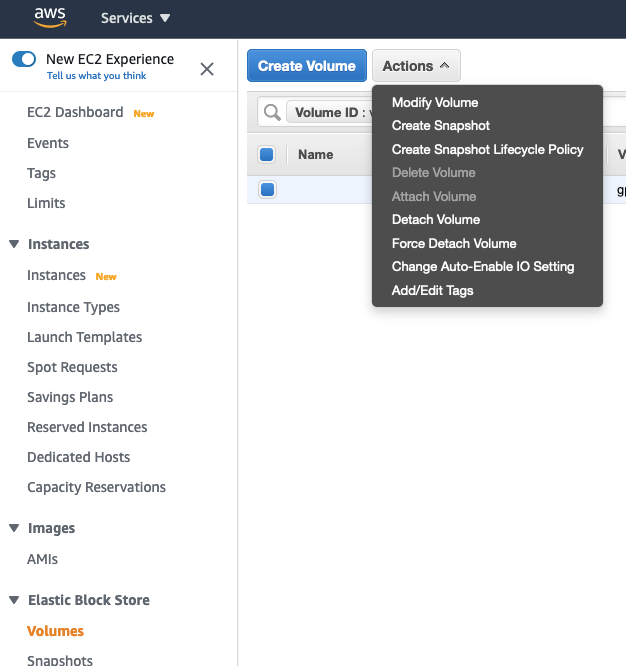 aws
Services
New EC2 Experience
Tell us what you think
EC2 Dashboard New
Events
Tags
Limits
Instances
Instances New
Instance Types
Launch Templates
Spot Requests
Savings Plans
Reserved Instances
Dedicated Hosts
Capacity Reservations
Images
AMIs
Elastic Block Store
Volumes
Snapshots
Create Volume
Actions
Volume ID :
Name
Modify Volume
Create Snapshot
Create Snapshot Lifecycle Policy
Delete Volume
Attach Volume
Detach Volume
Force Detach Volume
Change Auto-Enable IO Setting
Add/Edit Tags